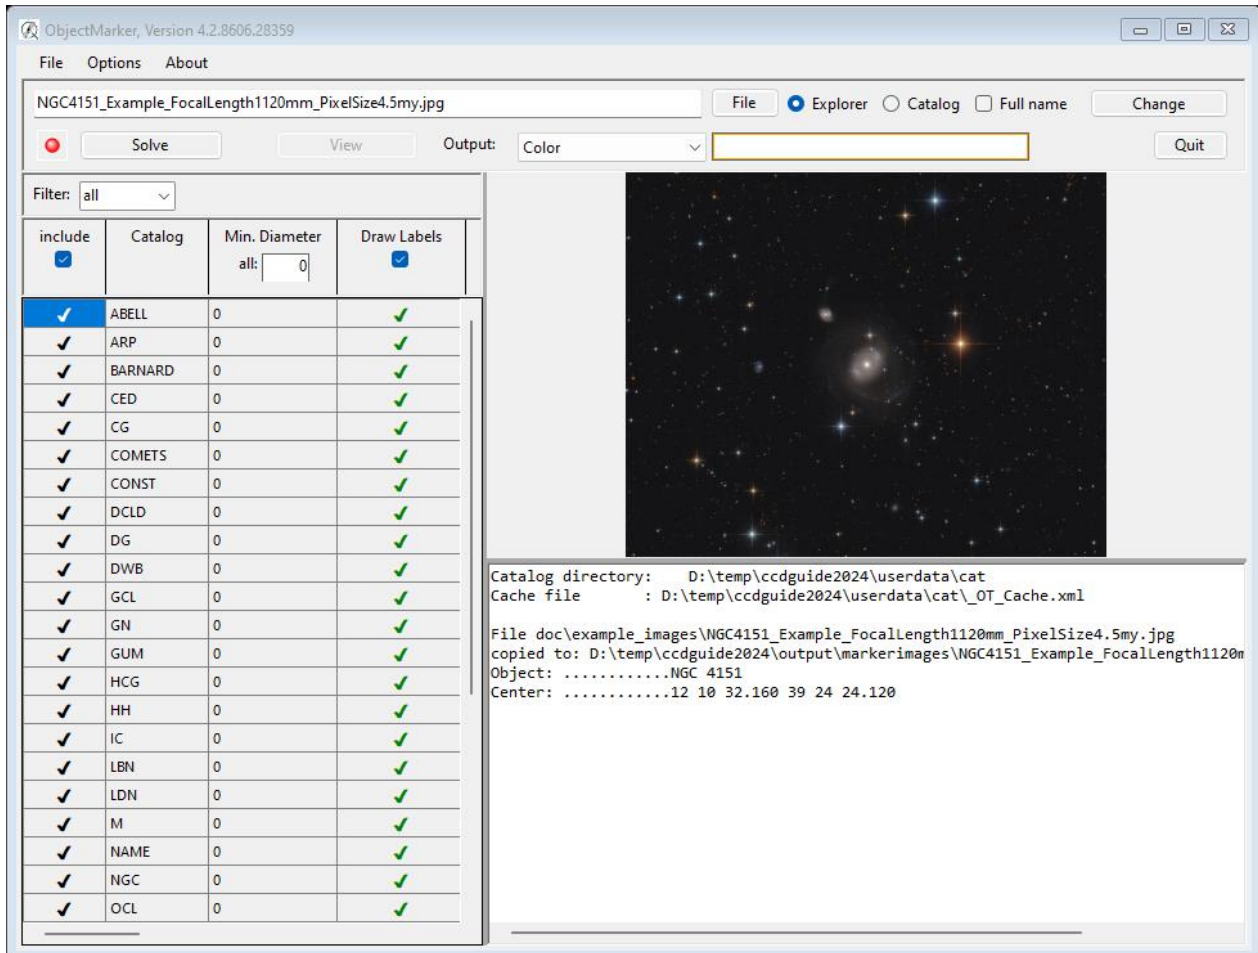 ObjectMarker, Version 4.2.8606.28359
File Options About
NGC4151_Example_FocalLength1120mm_PixelSize4.5my.jpg File Explorer Catalog Full name Change
Solve View Output: Color Quit
Filter: all
include Catalog Min. Diameter Draw Labels
all: 0
ABELL 0
ARP 0
BARNARD 0
CED 0
CG 0
COMETS 0
CONST 0
DCLD 0
DG 0
DWB 0
GCL 0
GN 0
GUM 0
HCG 0
HH 0
IC 0
LBN 0
LDN 0
M 0
NAME 0
NGC 0
OCL 0
Catalog directory: D:\temp\ccdguide2024\userdata\cat
Cache file : D:\temp\ccdguide2024\userdata\cat\_OT_Cache.xml
File doc\example_images\NGC4151_Example_FocalLength1120mm_PixelSize4.5my.jpg
copied to: D:\temp\ccdguide2024\output\markerimages\NGC4151_Example_FocalLength1120m
Object: ............NGC 4151
Center: ............12 10 32.160 39 24 24.120